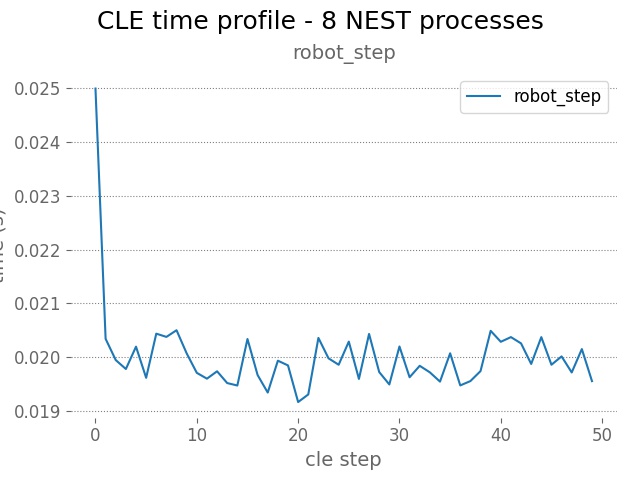 CLE time profile - 8 NEST processes
robot_step
robot_step
0.025
0.024
0.023
0.022
0.021
0.020
0.019
time (s)
0
10
20
30
40
50
cle step